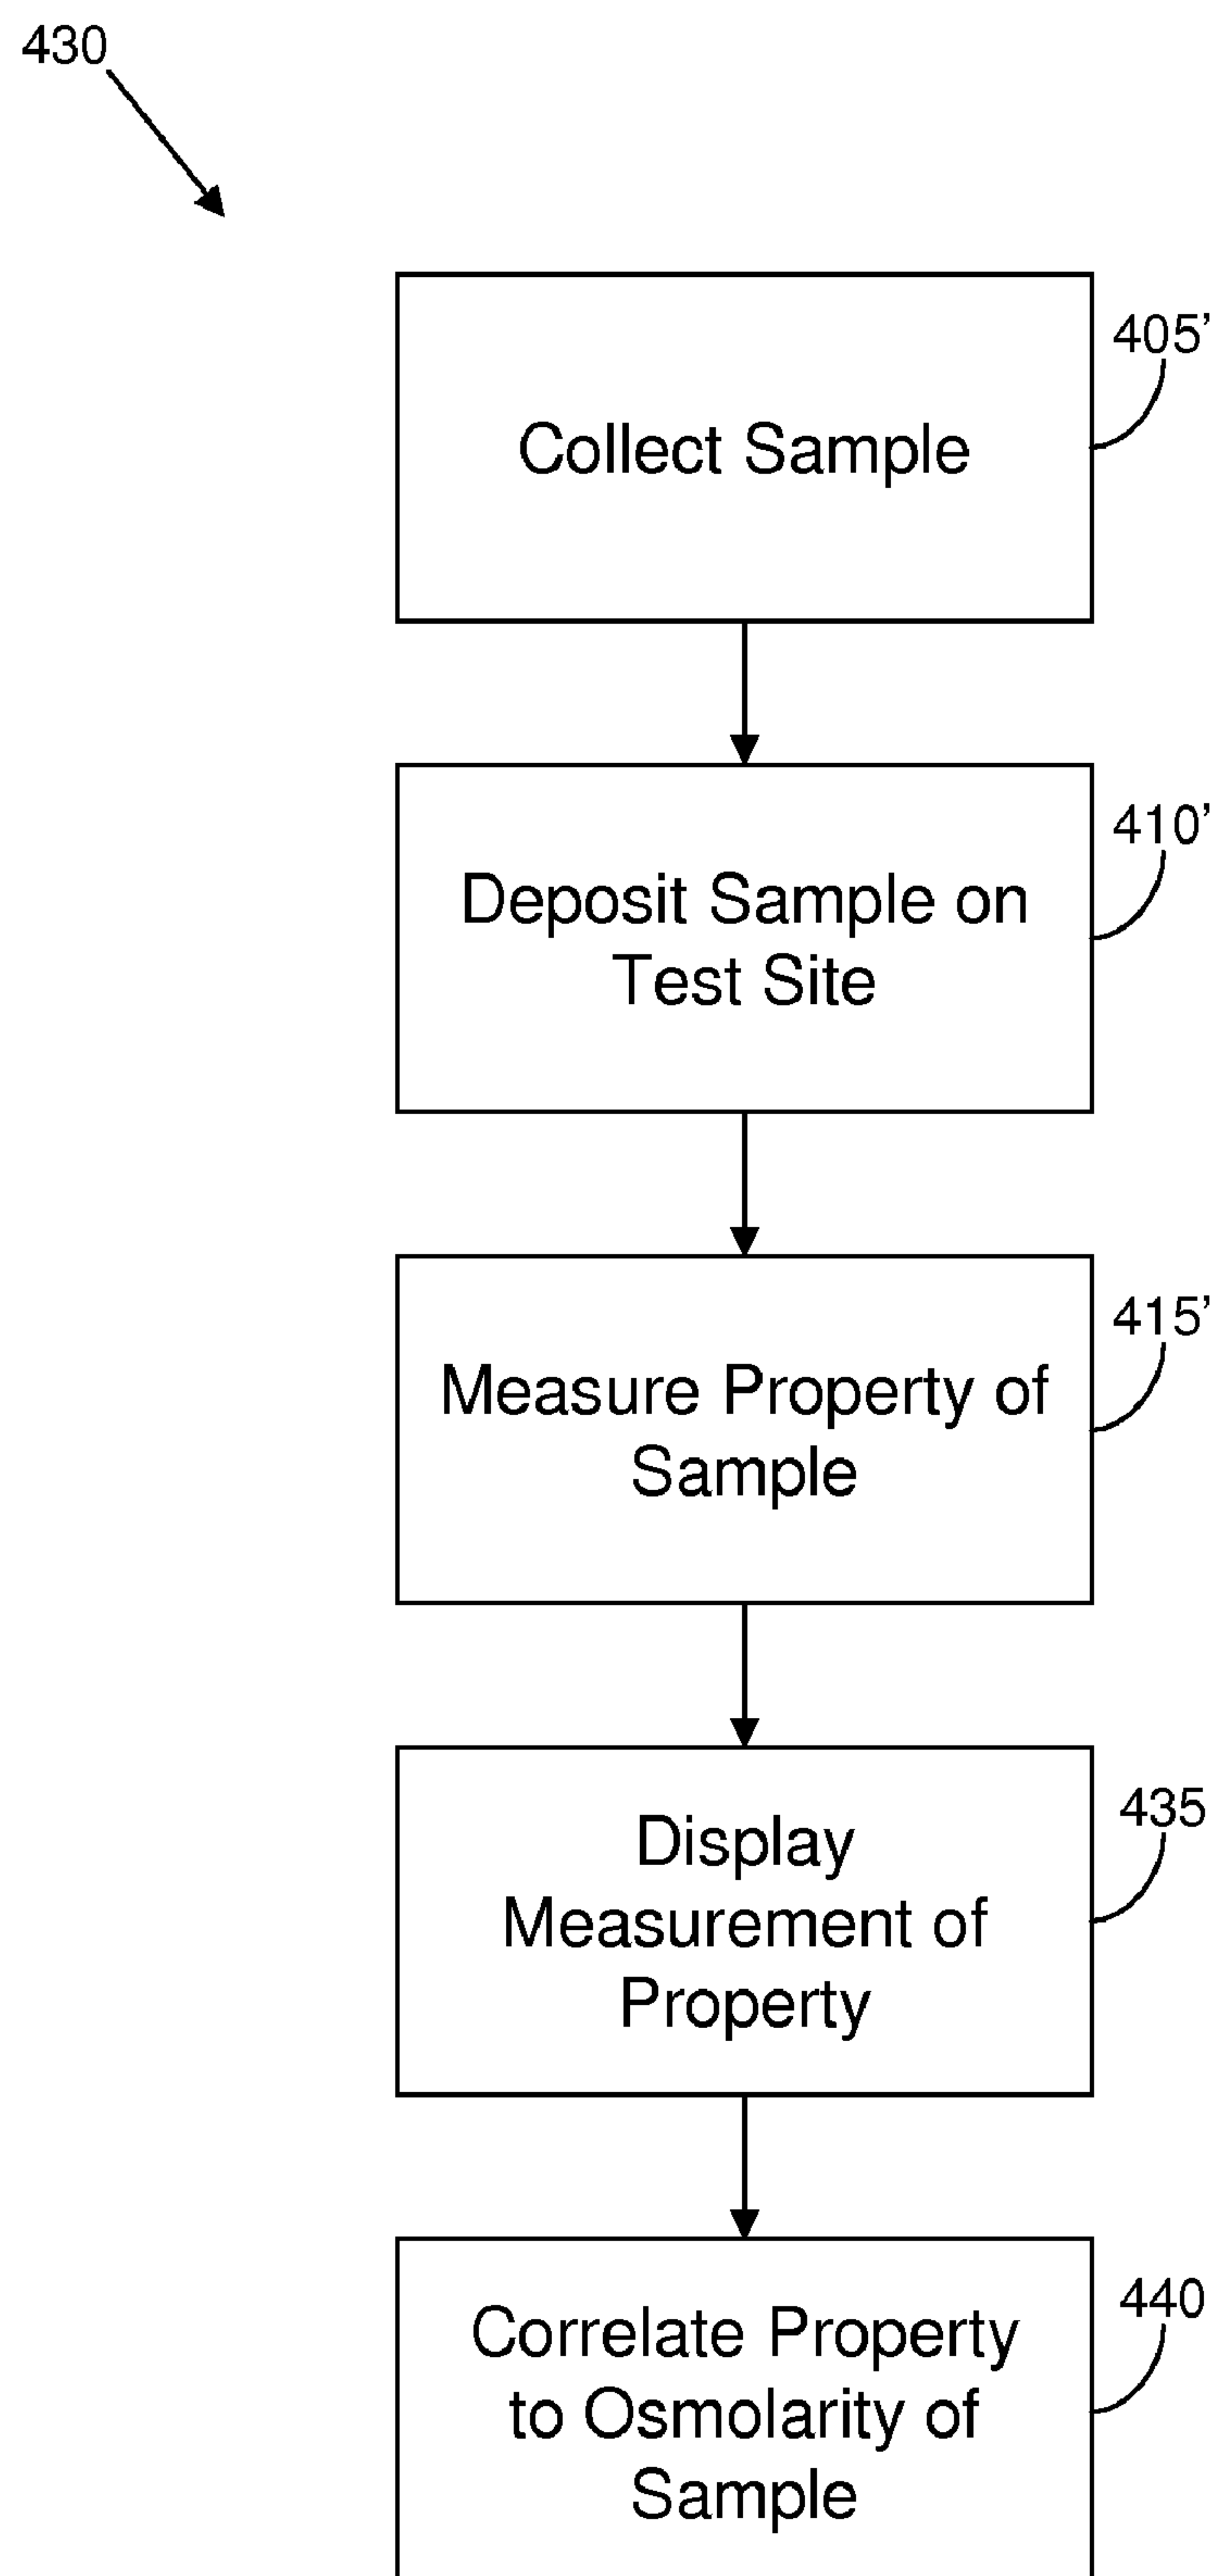 430
405’
Collect Sample
410’
Deposit Sample on
Test Site
415’
Measure Property of
Sample
435
Display
Measurement of
Property
440
Correlate Property
to Osmolarity of
Sample